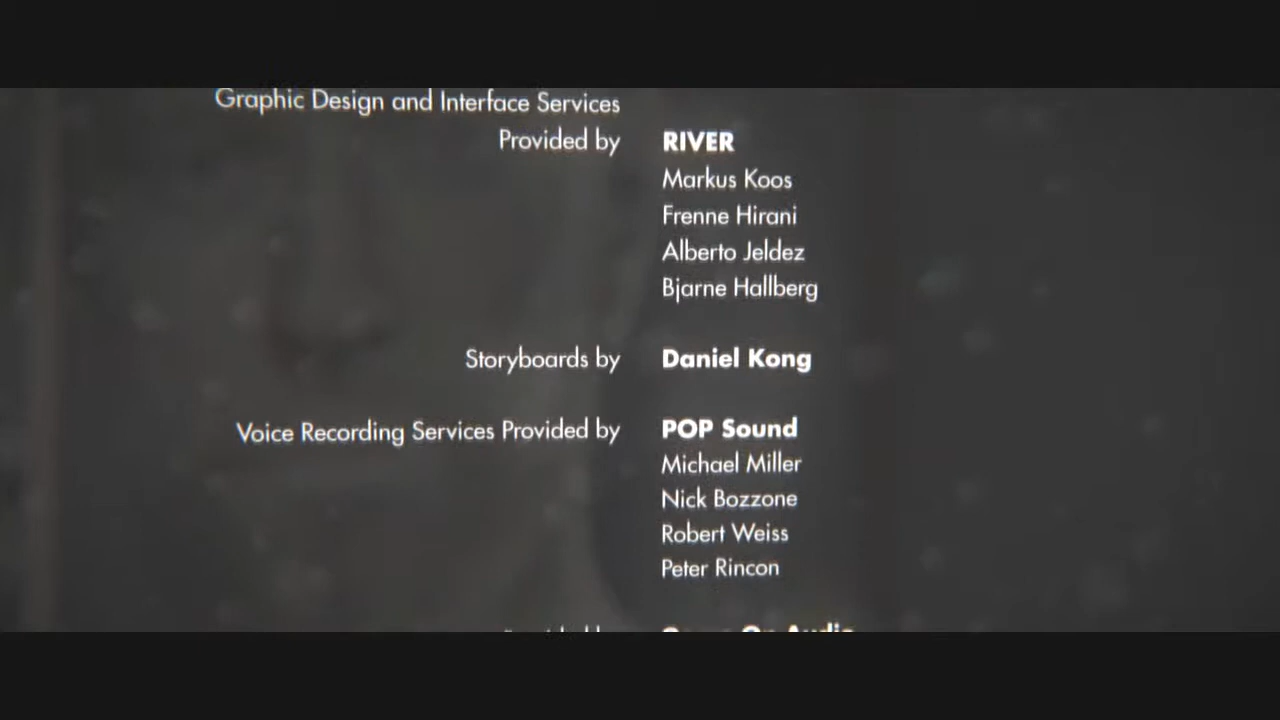 Graphic Design and Interface Services
Provided by RIVER
Markus Koos
Frenne Hirani
Alberto Jeldez
Bjarne Hallberg
Storyboards by Daniel Kong
Voice Recording Services Provided by POP Sound
Michael Miller
Nick Bozzone
Robert Weiss
Peter Rincon